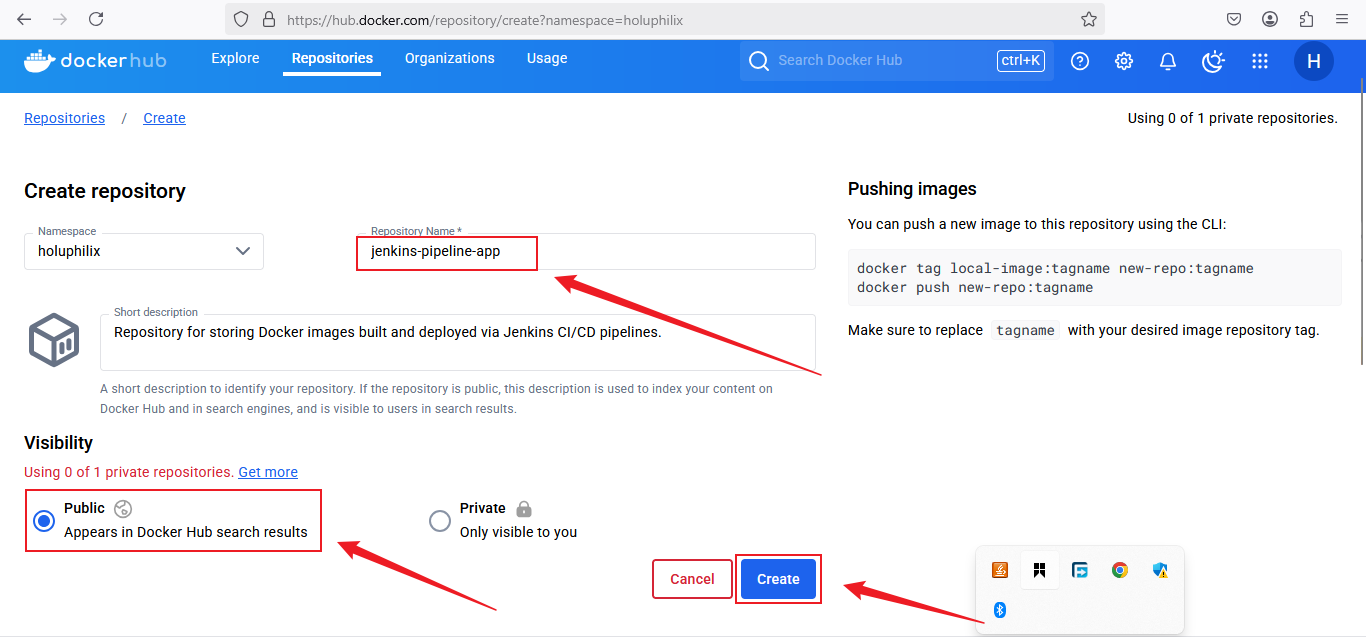 https://hub.docker.com/repository/create?namespace=holuphilix
dockerhub Explore Repositories Organizations Usage Search Docker Hub ctrl+K H
Repositories / Create Using 0 of 1 private repositories.
Create repository
Namespace
holuphilix
Repository Name *
jenkins-pipeline-app
Short description
Repository for storing Docker images built and deployed via Jenkins CI/CD pipelines.
A short description to identify your repository. If the repository is public, this description is used to index your content on
Docker Hub and in search engines, and is visible to users in search results.
Visibility
Using 0 of 1 private repositories. Get more
Public
Appears in Docker Hub search results
Private
Only visible to you
Cancel Create
Pushing images
You can push a new image to this repository using the CLI:
docker tag local-image:tagname new-repo:tagname
docker push new-repo:tagname
Make sure to replace tagname with your desired image repository tag.